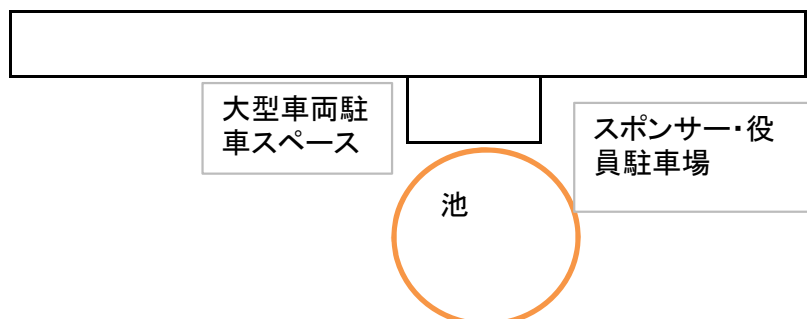 大型車両駐
車スペース
スポンサー・役
員駐車場
池